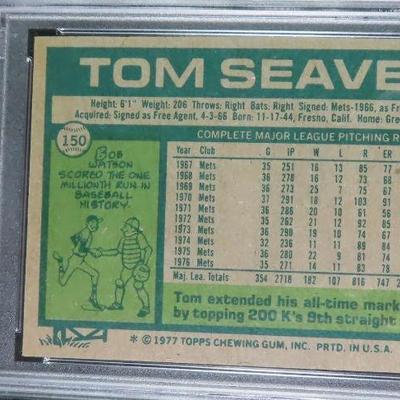 TOM SEAVE
Height: 6'1" Weight: 206 Throws: Right Bats: Right Signed: Mets-1966, as Fr
Acquired: Signed as Free Agent, 4-3-66 Born: 11-17-44, Fresno, Calif. Home: Gre
150
COMPLETE MAJOR LEAGUE PITCHING R
BOB
WATSON
SCORED THE ONE
MILLIONTH RUN IN
BASEBALL
HISTORY.
Year Club G IP W L R ER
1967 Mets 35 251 16 13 85 77
1968 Mets 36 278 16 12 73 68
1969 Mets 36 273 25 7 75 67
1970 Mets 37 291 18 12 103 91
1971 Mets 36 286 20 10 61
1972 Mets 35 262 21 12 92
1973 Mets 36 290 19 10 74
1974 Mets 32 236 11 11 89
1975 Mets 36 280 22 9 81
1976 Mets 35 271 14 11 83 78
Maj. Lea. Totals 354 2718 182 107 816 747
Tom extended his all-time mark
by topping 200 K's 9th straight
* © 1977 TOPPS CHEWING GUM, INC. PRTD. IN U.S.A.